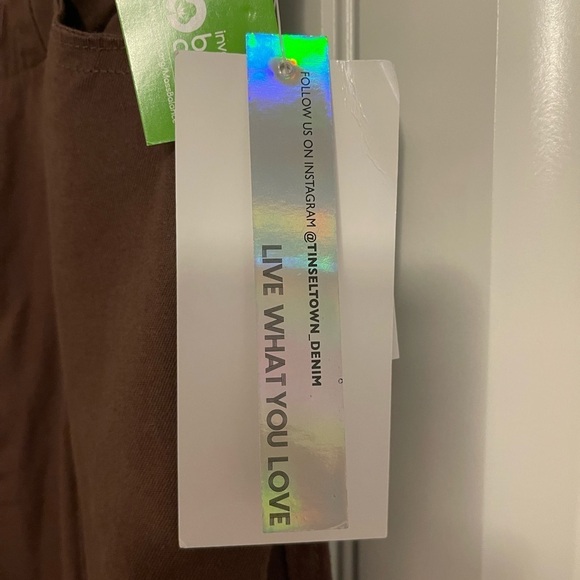 FOLLOW US ON INSTAGRAM @TINSELTOWN_DENIM
LIVE WHAT YOU LOVE